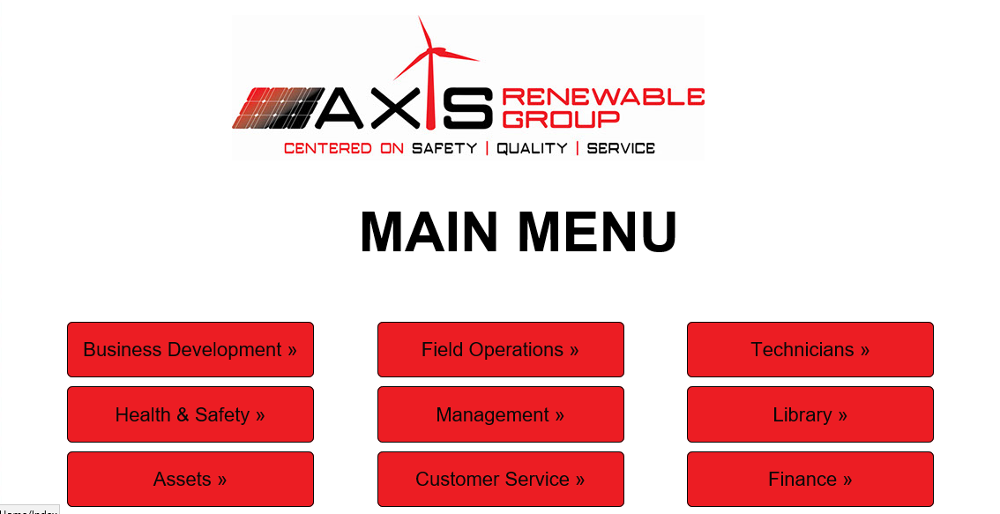 AXIS RENEWABLE GROUP
CENTERED ON SAFETY | QUALITY | SERVICE
MAIN MENU
Business Development »
Field Operations »
Technicians »
Health & Safety »
Management »
Library »
Assets »
Customer Service »
Finance »
Home/Index